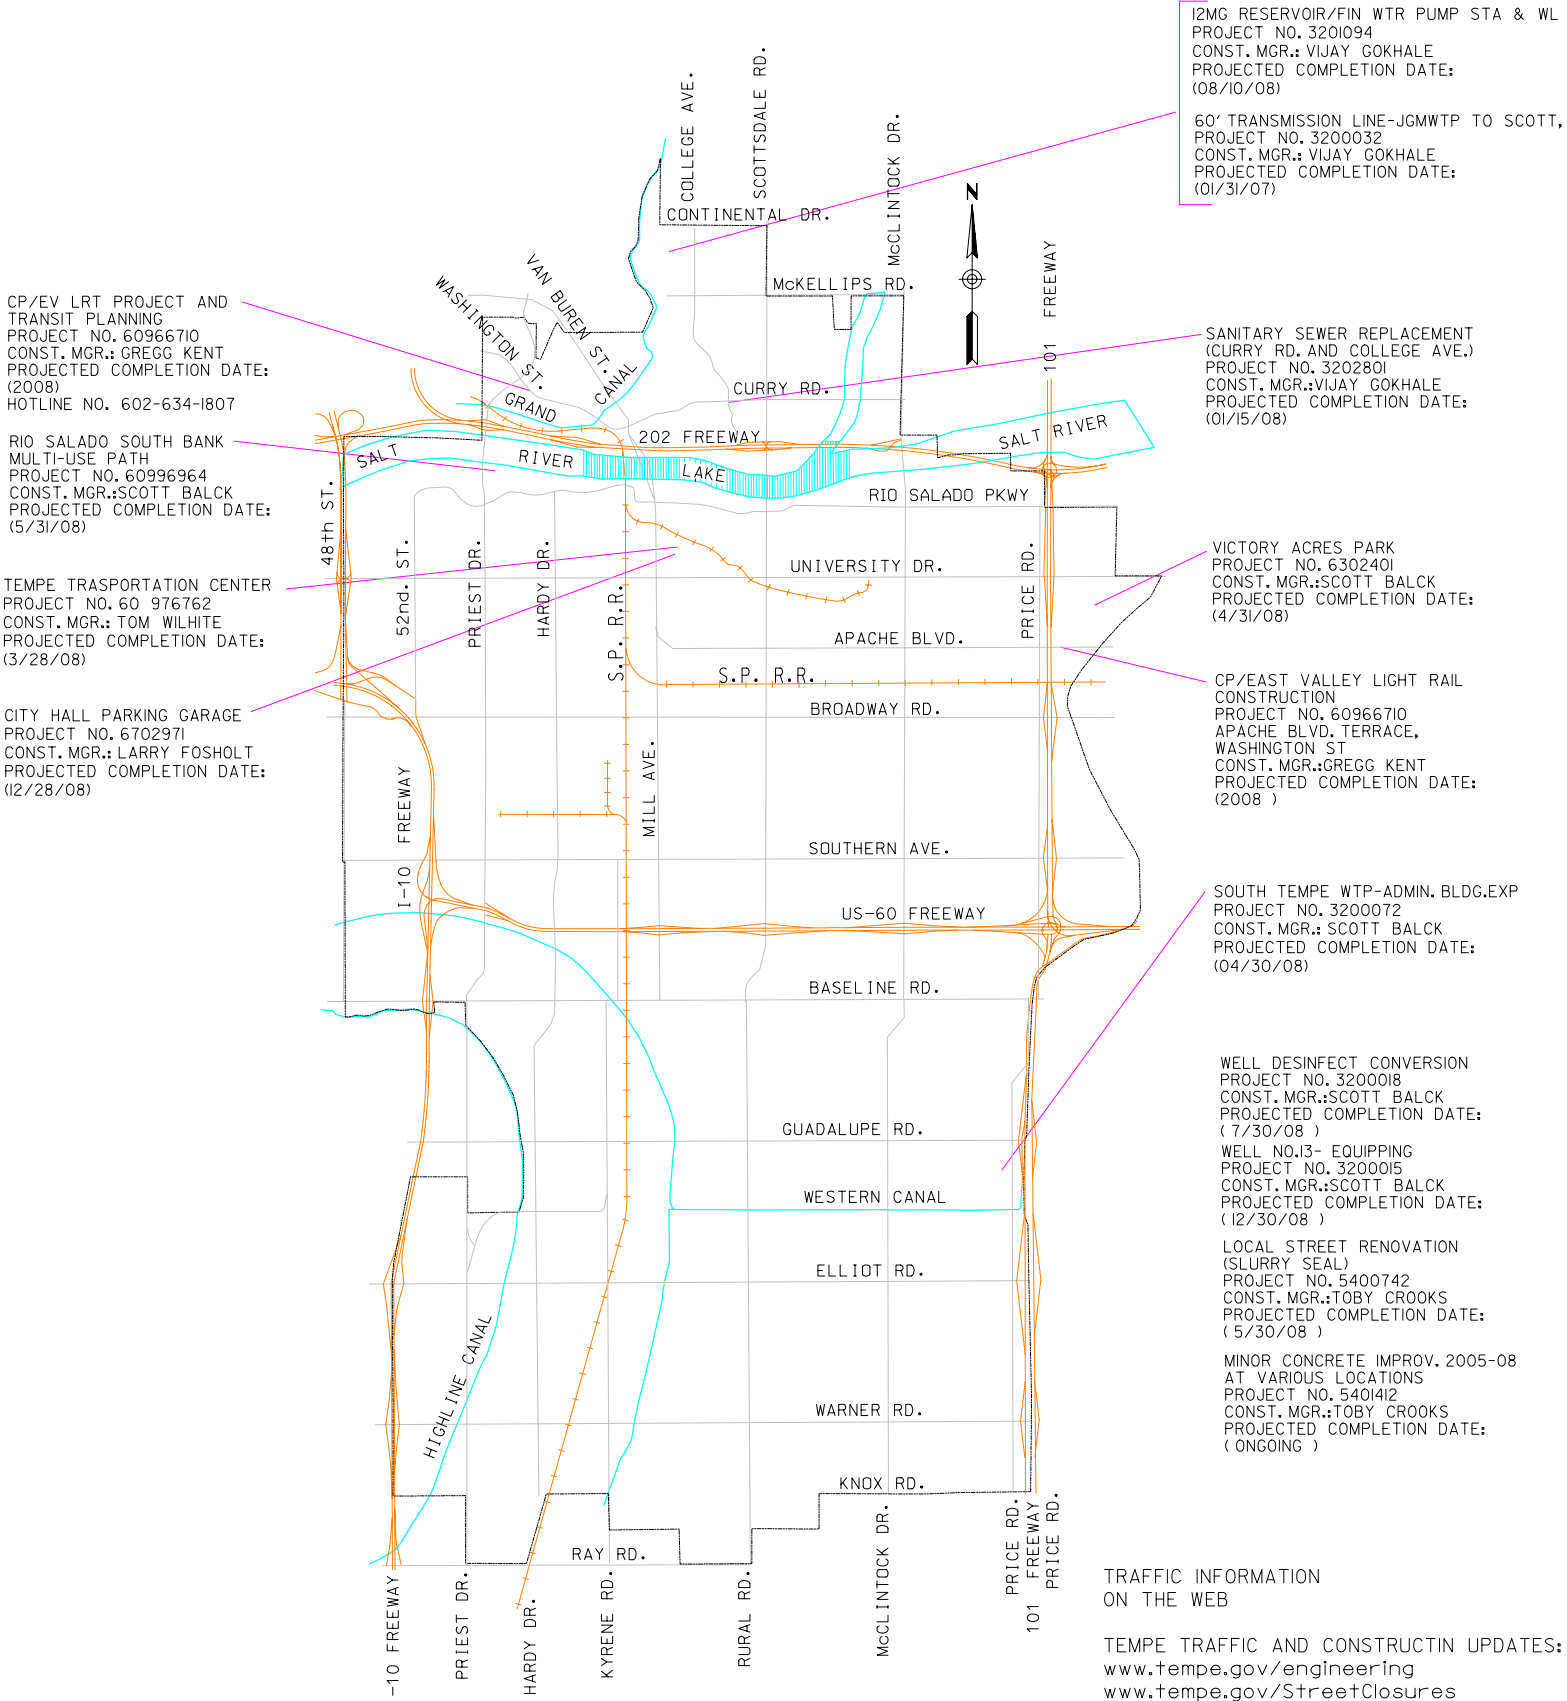 12MG RESERVOIR/FIN WTR PUMP STA & WL
PROJECT NO. 3201094
CONST. MGR.: VIJAY GOKHALE
PROJECTED COMPLETION DATE:
(08/10/08)
60' TRANSMISSION LINE-JGMWTP TO SCOTT,
PROJECT NO. 3200032
CONST. MGR.: VIJAY GOKHALE
PROJECTED COMPLETION DATE:
(01/31/07)
COLLEGE AVE.
SCOTTSDALE RD.
McCLINTOCK DR.
N
CONTINENTAL DR.
101 FREEWAY
McKELLIPS RD.
VAN BUREN ST.
WASHINGTON ST.
CP/EV LRT PROJECT AND
TRANSIT PLANNING
PROJECT NO. 60966710
CONST. MGR.: GREGG KENT
PROJECTED COMPLETION DATE:
(2008)
HOTLINE NO. 602-634-1807
SANITARY SEWER REPLACEMENT
(CURRY RD. AND COLLEGE AVE.)
PROJECT NO. 3202801
CONST. MGR.:VIJAY GOKHALE
PROJECTED COMPLETION DATE:
(01/15/08)
CURRY RD.
GRAND CANAL
202 FREEWAY
SALT RIVER
SALT RIVER
LAKE
RIO SALADO SOUTH BANK
MULTI-USE PATH
PROJECT NO. 60996964
CONST. MGR.:SCOTT BALCK
PROJECTED COMPLETION DATE:
(5/31/08)
RIO SALADO PKWY
48th ST.
52nd. ST.
PRIEST DR.
HARDY DR.
S.P. R.R.
UNIVERSITY DR.
PRICE RD.
VICTORY ACRES PARK
PROJECT NO. 6302401
CONST. MGR.:SCOTT BALCK
PROJECTED COMPLETION DATE:
(4/31/08)
TEMPE TRASPORTATION CENTER
PROJECT NO. 60 976762
CONST. MGR.: TOM WILHITE
PROJECTED COMPLETION DATE:
(3/28/08)
APACHE BLVD.
S.P. R.R.
BROADWAY RD.
CP/EAST VALLEY LIGHT RAIL
CONSTRUCTION
PROJECT NO. 60966710
APACHE BLVD. TERRACE,
WASHINGTON ST
CONST. MGR.:GREGG KENT
PROJECTED COMPLETION DATE:
(2008 )
CITY HALL PARKING GARAGE
PROJECT NO. 6702971
CONST. MGR.: LARRY FOSHOLT
PROJECTED COMPLETION DATE:
(12/28/08)
I-10 FREEWAY
MILL AVE.
SOUTHERN AVE.
US-60 FREEWAY
SOUTH TEMPE WTP-ADMIN. BLDG.EXP
PROJECT NO. 3200072
CONST. MGR.: SCOTT BALCK
PROJECTED COMPLETION DATE:
(04/30/08)
BASELINE RD.
GUADALUPE RD.
WESTERN CANAL
WELL DESINFECT CONVERSION
PROJECT NO. 3200018
CONST. MGR.:SCOTT BALCK
PROJECTED COMPLETION DATE:
( 7/30/08 )
WELL NO.13- EQUIPPING
PROJECT NO. 3200015
CONST. MGR.:SCOTT BALCK
PROJECTED COMPLETION DATE:
( 12/30/08 )
LOCAL STREET RENOVATION
(SLURRY SEAL)
PROJECT NO. 5400742
CONST. MGR.:TOBY CROOKS
PROJECTED COMPLETION DATE:
( 5/30/08 )
MINOR CONCRETE IMPROV. 2005-08
AT VARIOUS LOCATIONS
PROJECT NO. 5401412
CONST. MGR.:TOBY CROOKS
PROJECTED COMPLETION DATE:
( ONGOING )
ELLIOT RD.
HIGHLINE CANAL
WARNER RD.
KNOX RD.
RAY RD.
-10 FREEWAY
PRIEST DR.
HARDY DR.
KYRENE RD.
RURAL RD.
McCLINTOCK DR.
PRICE RD.
101 FREEWAY
PRICE RD.
TRAFFIC INFORMATION
ON THE WEB
TEMPE TRAFFIC AND CONSTRUCTIN UPDATES:
www.tempe.gov/engineering
www.tempe.gov/StreetClosures